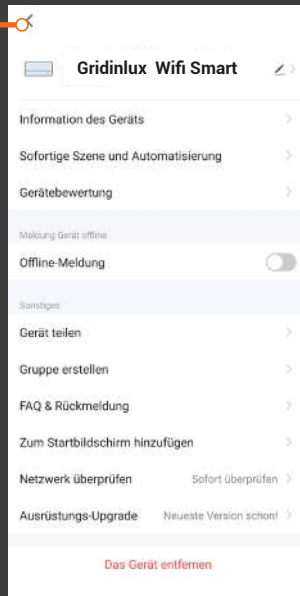 Gridinlux Wifi Smart
Information des Geräts
Sofortige Szene und Automatisierung
Gerätebewertung
Meldung Gerät offline
Offline-Meldung
Sonstiges
Gerät teilen
Gruppe erstellen
FAQ & Rückmeldung
Zum Startbildschirm hinzufügen
Netzwerk überprüfen Sofort überprüfen
Ausrüstungs-Upgrade Neueste Version schon!
Das Gerät entfernen